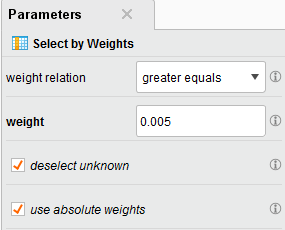 Parameters
Select by Weights
weight relation greater equals
weight 0.005
deselect unknown
use absolute weights